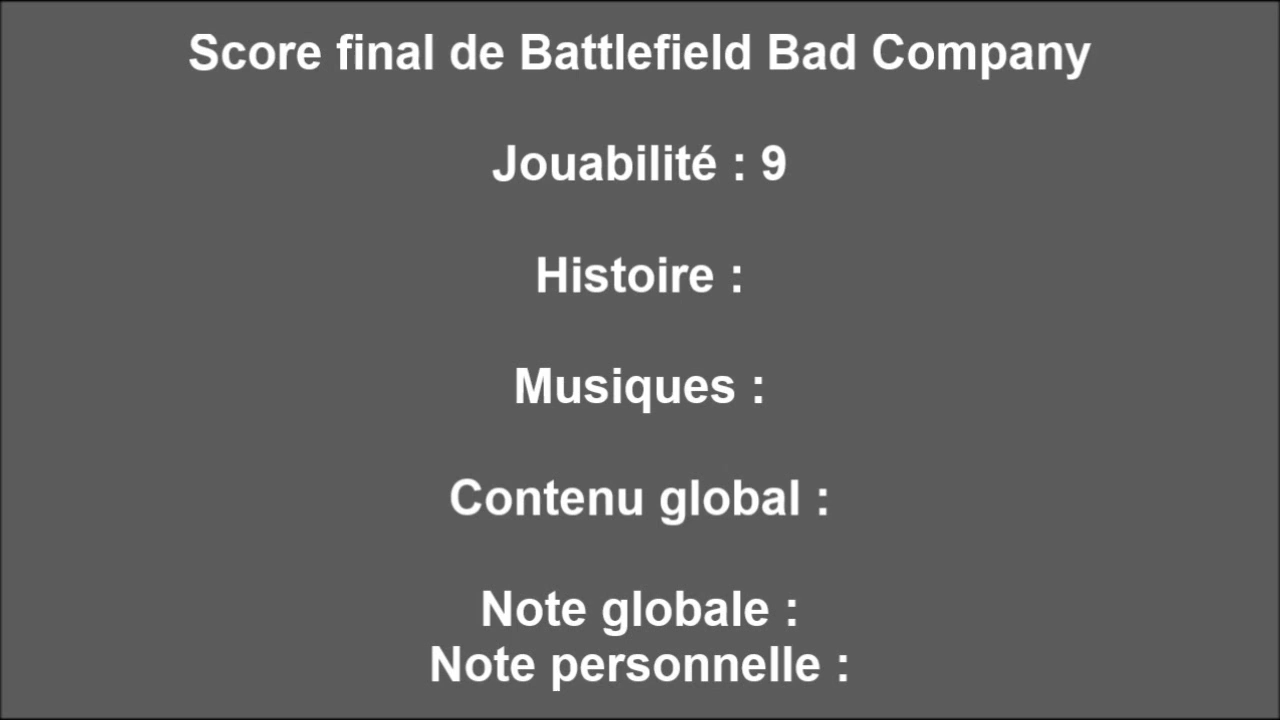 Score final de Battlefield Bad Company
Jouabilité : 9
Histoire :
Musiques :
Contenu global :
Note globale :
Note personnelle :